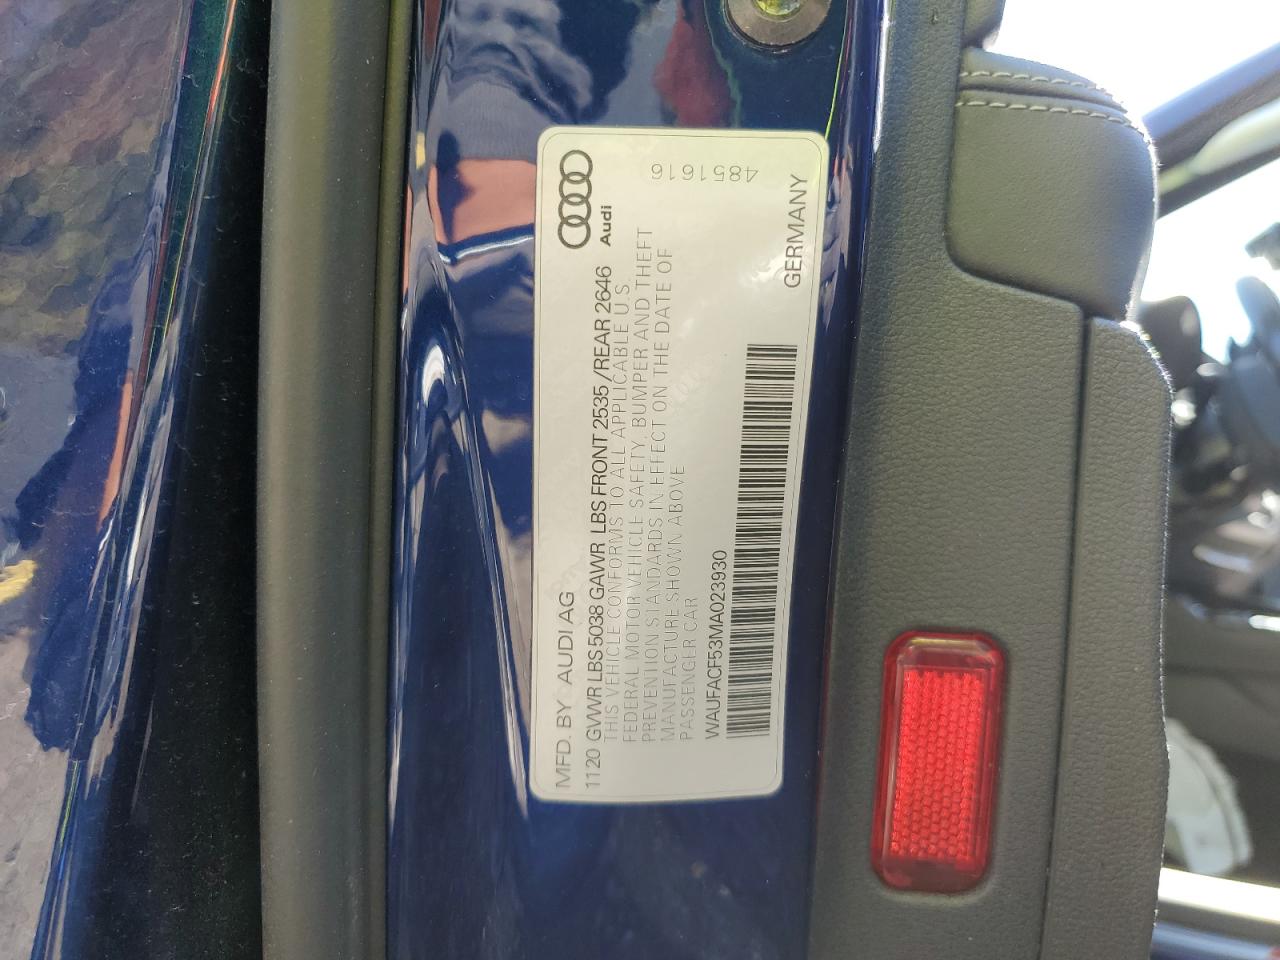 MFD. BY AUDI AG
Audi
1120 GVWR LBS 5038 GAWR LBS FRONT 2535 /REAR 2646
THIS VEHICLE CONFORMS TO ALL APPLICABLE U.S.
FEDERAL MOTOR VEHICLE SAFETY, BUMPER AND THEFT
PREVENTION STANDARDS IN EFFECT ON THE DATE OF
MANUFACTURE SHOWN ABOVE
PASSENGER CAR
WAUFACF53MA023930
GERMANY
4851616